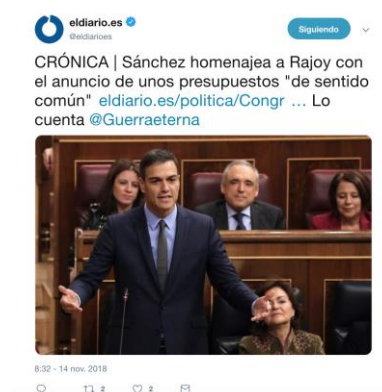 eldiario.es
@eldiarioes
Siguiendo
CRÓNICA | Sánchez homenajea a Rajoy con
el anuncio de unos presupuestos "de sentido
común" eldiario.es/politica/Congr … Lo
cuenta @Guerraeterna
8:32 - 14 nov. 2018
2 2